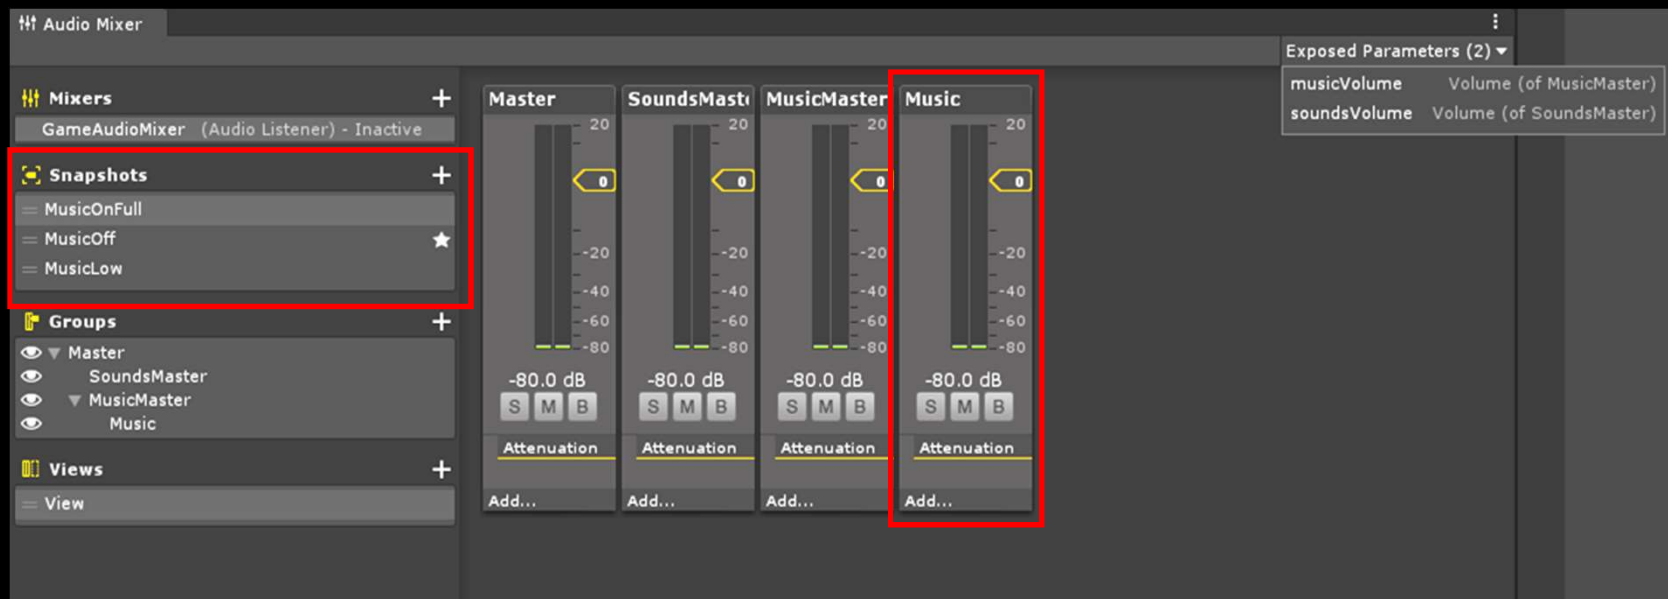 Audio Mixer
Exposed Parameters (2)
musicVolume Volume (of MusicMaster)
soundsVolume Volume (of SoundsMaster)
Mixers
GameAudioMixer (Audio Listener) - Inactive
Snapshots
MusicOnFull
MusicOff
MusicLow
Groups
Master
SoundsMaster
MusicMaster
Music
Views
View
Master
20
0
-20
-40
-60
-80
-80.0 dB
S M B
Attenuation
Add...
SoundsMast
20
0
-20
-40
-60
-80
-80.0 dB
S M B
Attenuation
Add...
MusicMaster
20
0
-20
-40
-60
-80
-80.0 dB
S M B
Attenuation
Add...
Music
20
0
-20
-40
-60
-80
-80.0 dB
S M B
Attenuation
Add...